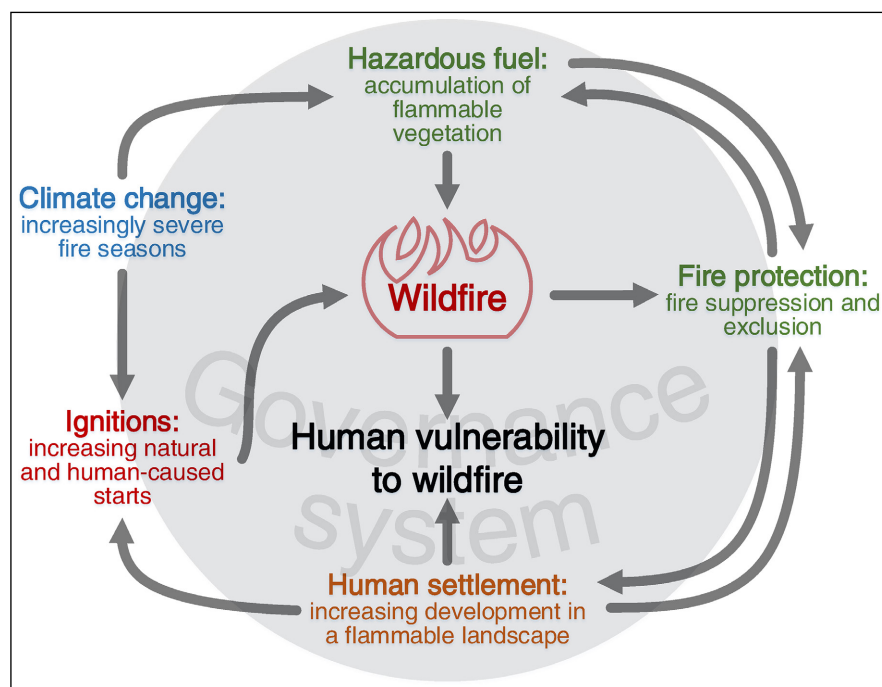 Hazardous fuel:
accumulation of
flammable
vegetation
Climate change:
increasingly severe
fire seasons
Wildfire
Fire protection:
fire suppression and
exclusion
Governance
system
Ignitions:
increasing natural
and human-caused
starts
Human vulnerability
to wildfire
Human settlement:
increasing development in
a flammable landscape